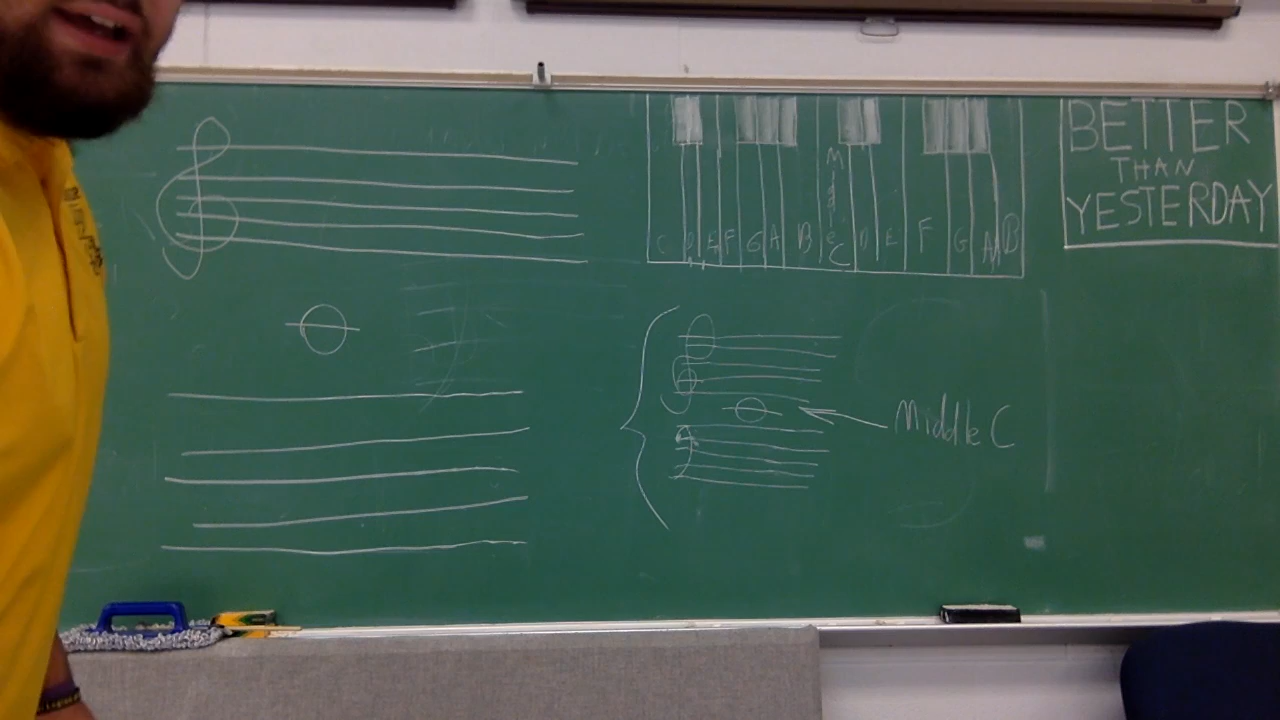 BETTER
THAN
YESTERDAY
Middle C
C D E F G A B C D E F G A B
Middle C